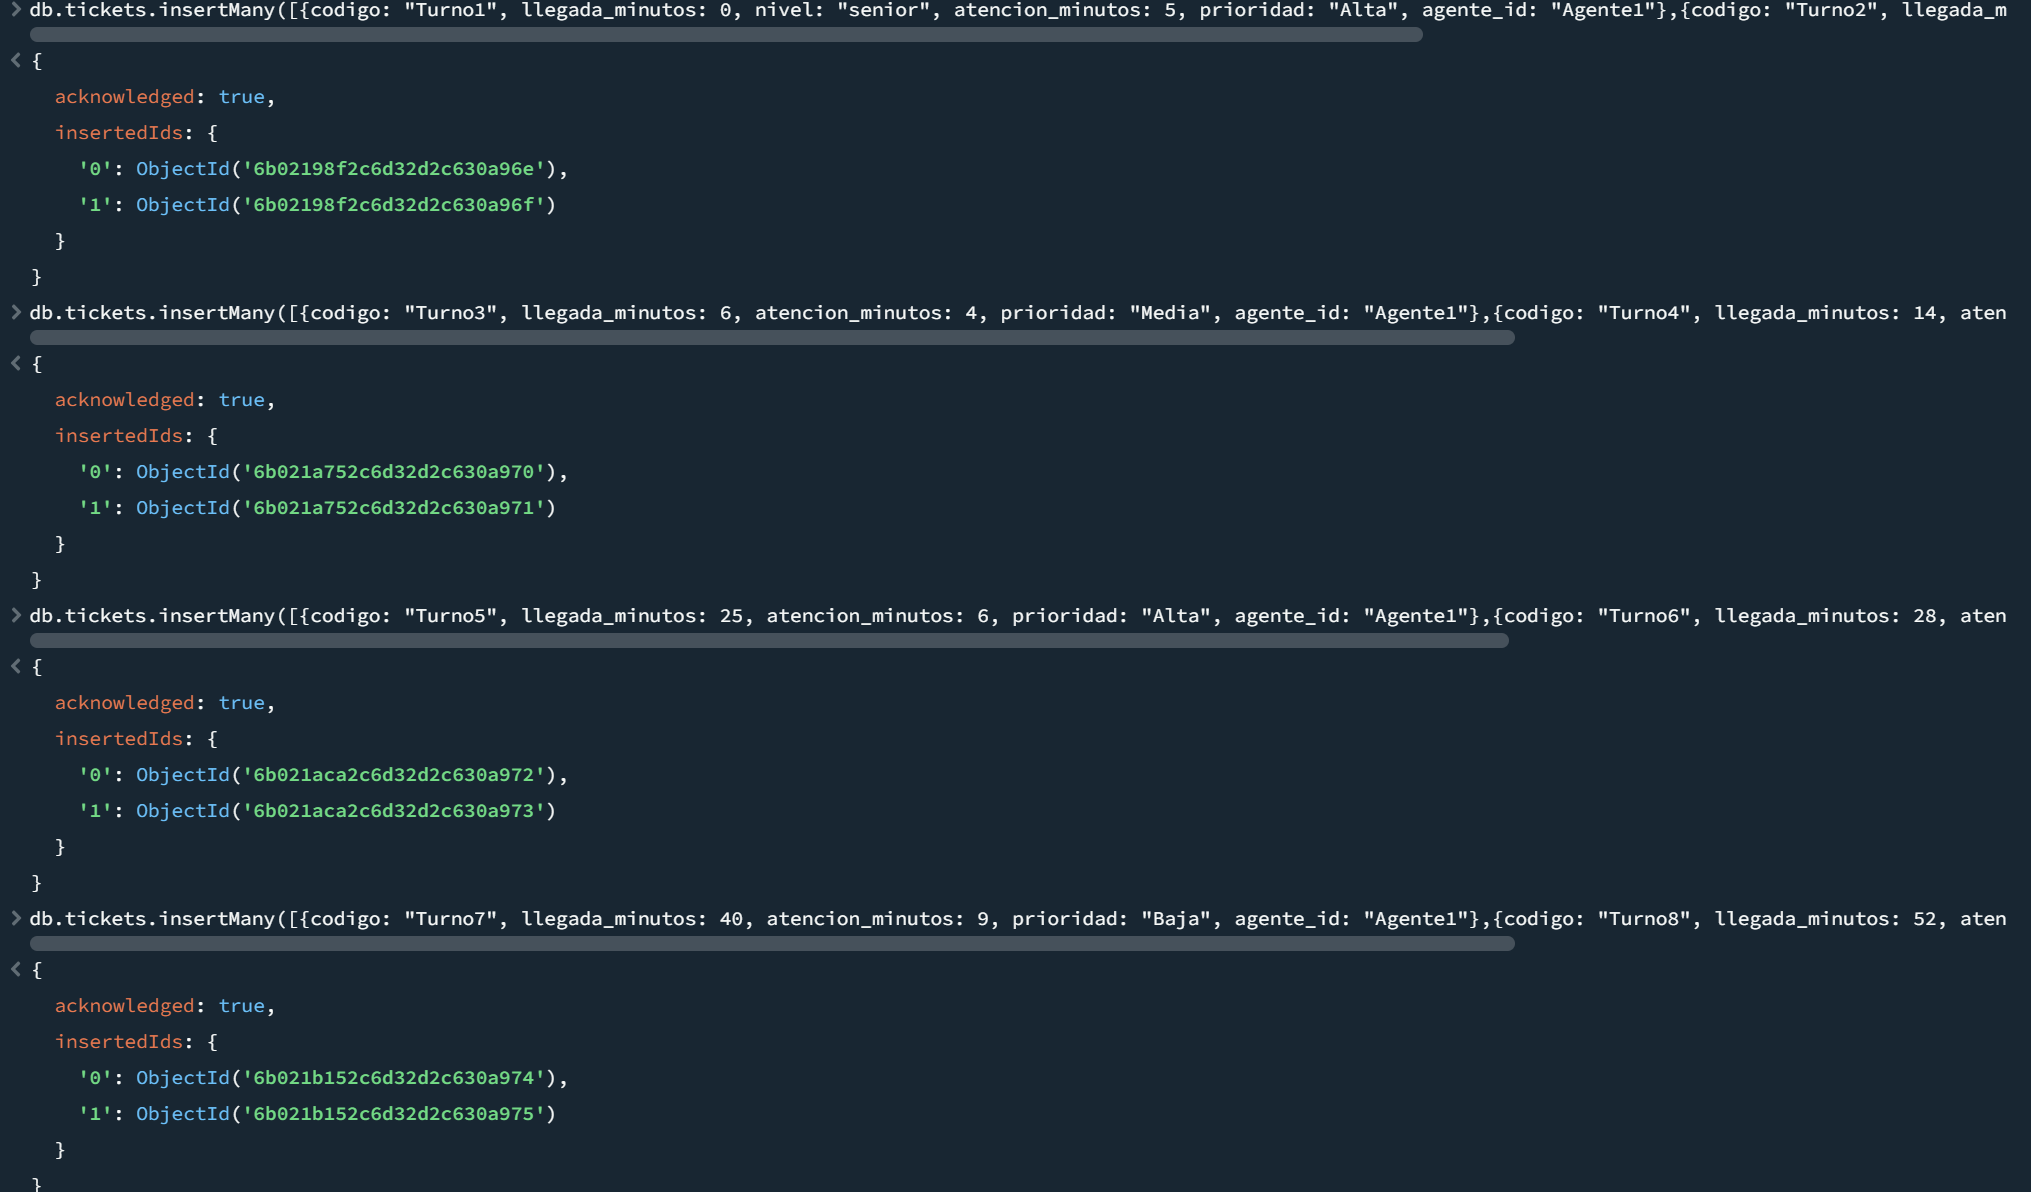 db.tickets.insertMany([{codigo: "Turno1", llegada_minutos: 0, nivel: "senior", atencion_minutos: 5, prioridad: "Alta", agente_id: "Agente1"},{codigo: "Turno2", llegada_m
{
acknowledged: true,
insertedIds: {
'0': ObjectId('6b02198f2c6d32d2c630a96e'),
'1': ObjectId('6b02198f2c6d32d2c630a96f')
}
}
db.tickets.insertMany([{codigo: "Turno3", llegada_minutos: 6, atencion_minutos: 4, prioridad: "Media", agente_id: "Agente1"},{codigo: "Turno4", llegada_minutos: 14, aten
{
acknowledged: true,
insertedIds: {
'0': ObjectId('6b021a752c6d32d2c630a970'),
'1': ObjectId('6b021a752c6d32d2c630a971')
}
}
db.tickets.insertMany([{codigo: "Turno5", llegada_minutos: 25, atencion_minutos: 6, prioridad: "Alta", agente_id: "Agente1"},{codigo: "Turno6", llegada_minutos: 28, aten
{
acknowledged: true,
insertedIds: {
'0': ObjectId('6b021aca2c6d32d2c630a972'),
'1': ObjectId('6b021aca2c6d32d2c630a973')
}
}
db.tickets.insertMany([{codigo: "Turno7", llegada_minutos: 40, atencion_minutos: 9, prioridad: "Baja", agente_id: "Agente1"},{codigo: "Turno8", llegada_minutos: 52, aten
{
acknowledged: true,
insertedIds: {
'0': ObjectId('6b021b152c6d32d2c630a974'),
'1': ObjectId('6b021b152c6d32d2c630a975')
}
}